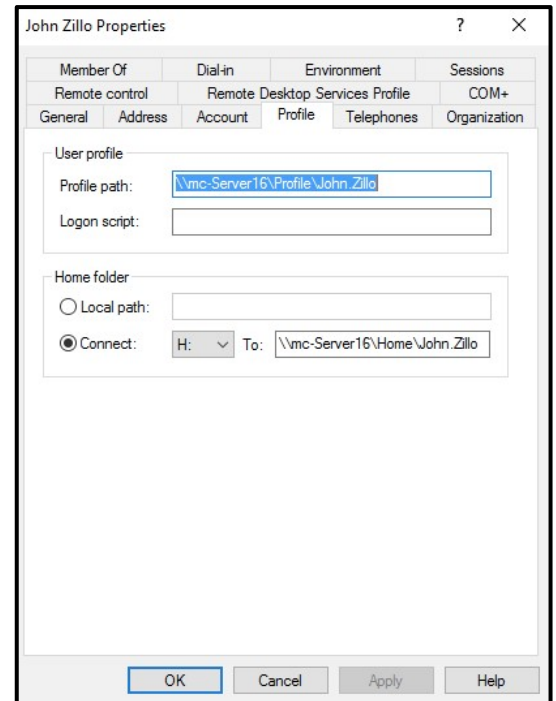 John Zillo Properties ? ×
Member Of Dial-in Environment Sessions
Remote control Remote Desktop Services Profile COM+
General Address Account Profile Telephones Organization
User profile
Profile path: \\mc-Server16\Profile\John.Zillo
Logon script:
Home folder
Local path:
Connect: H: To: \\mc-Server16\Home\John.Zillo
OK Cancel Apply Help